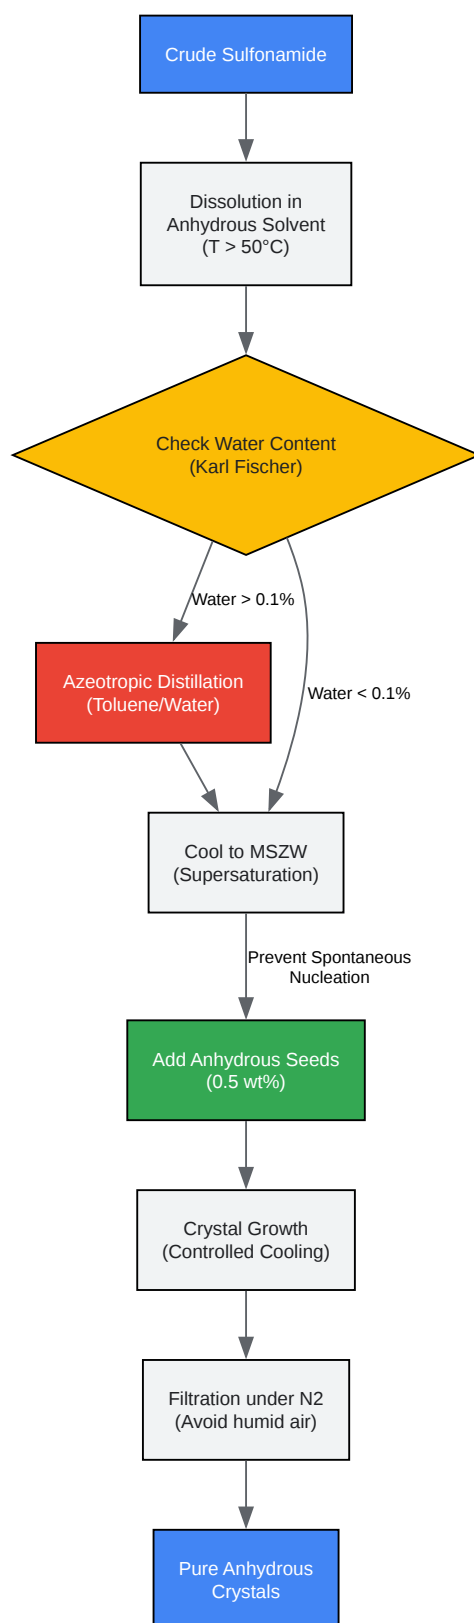 Crude Sulfonamide
Dissolution in
Anhydrous Solvent
(T > 50°C)
Check Water Content
(Karl Fischer)
Water > 0.1%
Azeotropic Distillation
(Toluene/Water)
Water < 0.1%
Cool to MSZW
(Supersaturation)
Prevent Spontaneous
Nucleation
Add Anhydrous Seeds
(0.5 wt%)
Crystal Growth
(Controlled Cooling)
Filtration under N2
(Avoid humid air)
Pure Anhydrous
Crystals